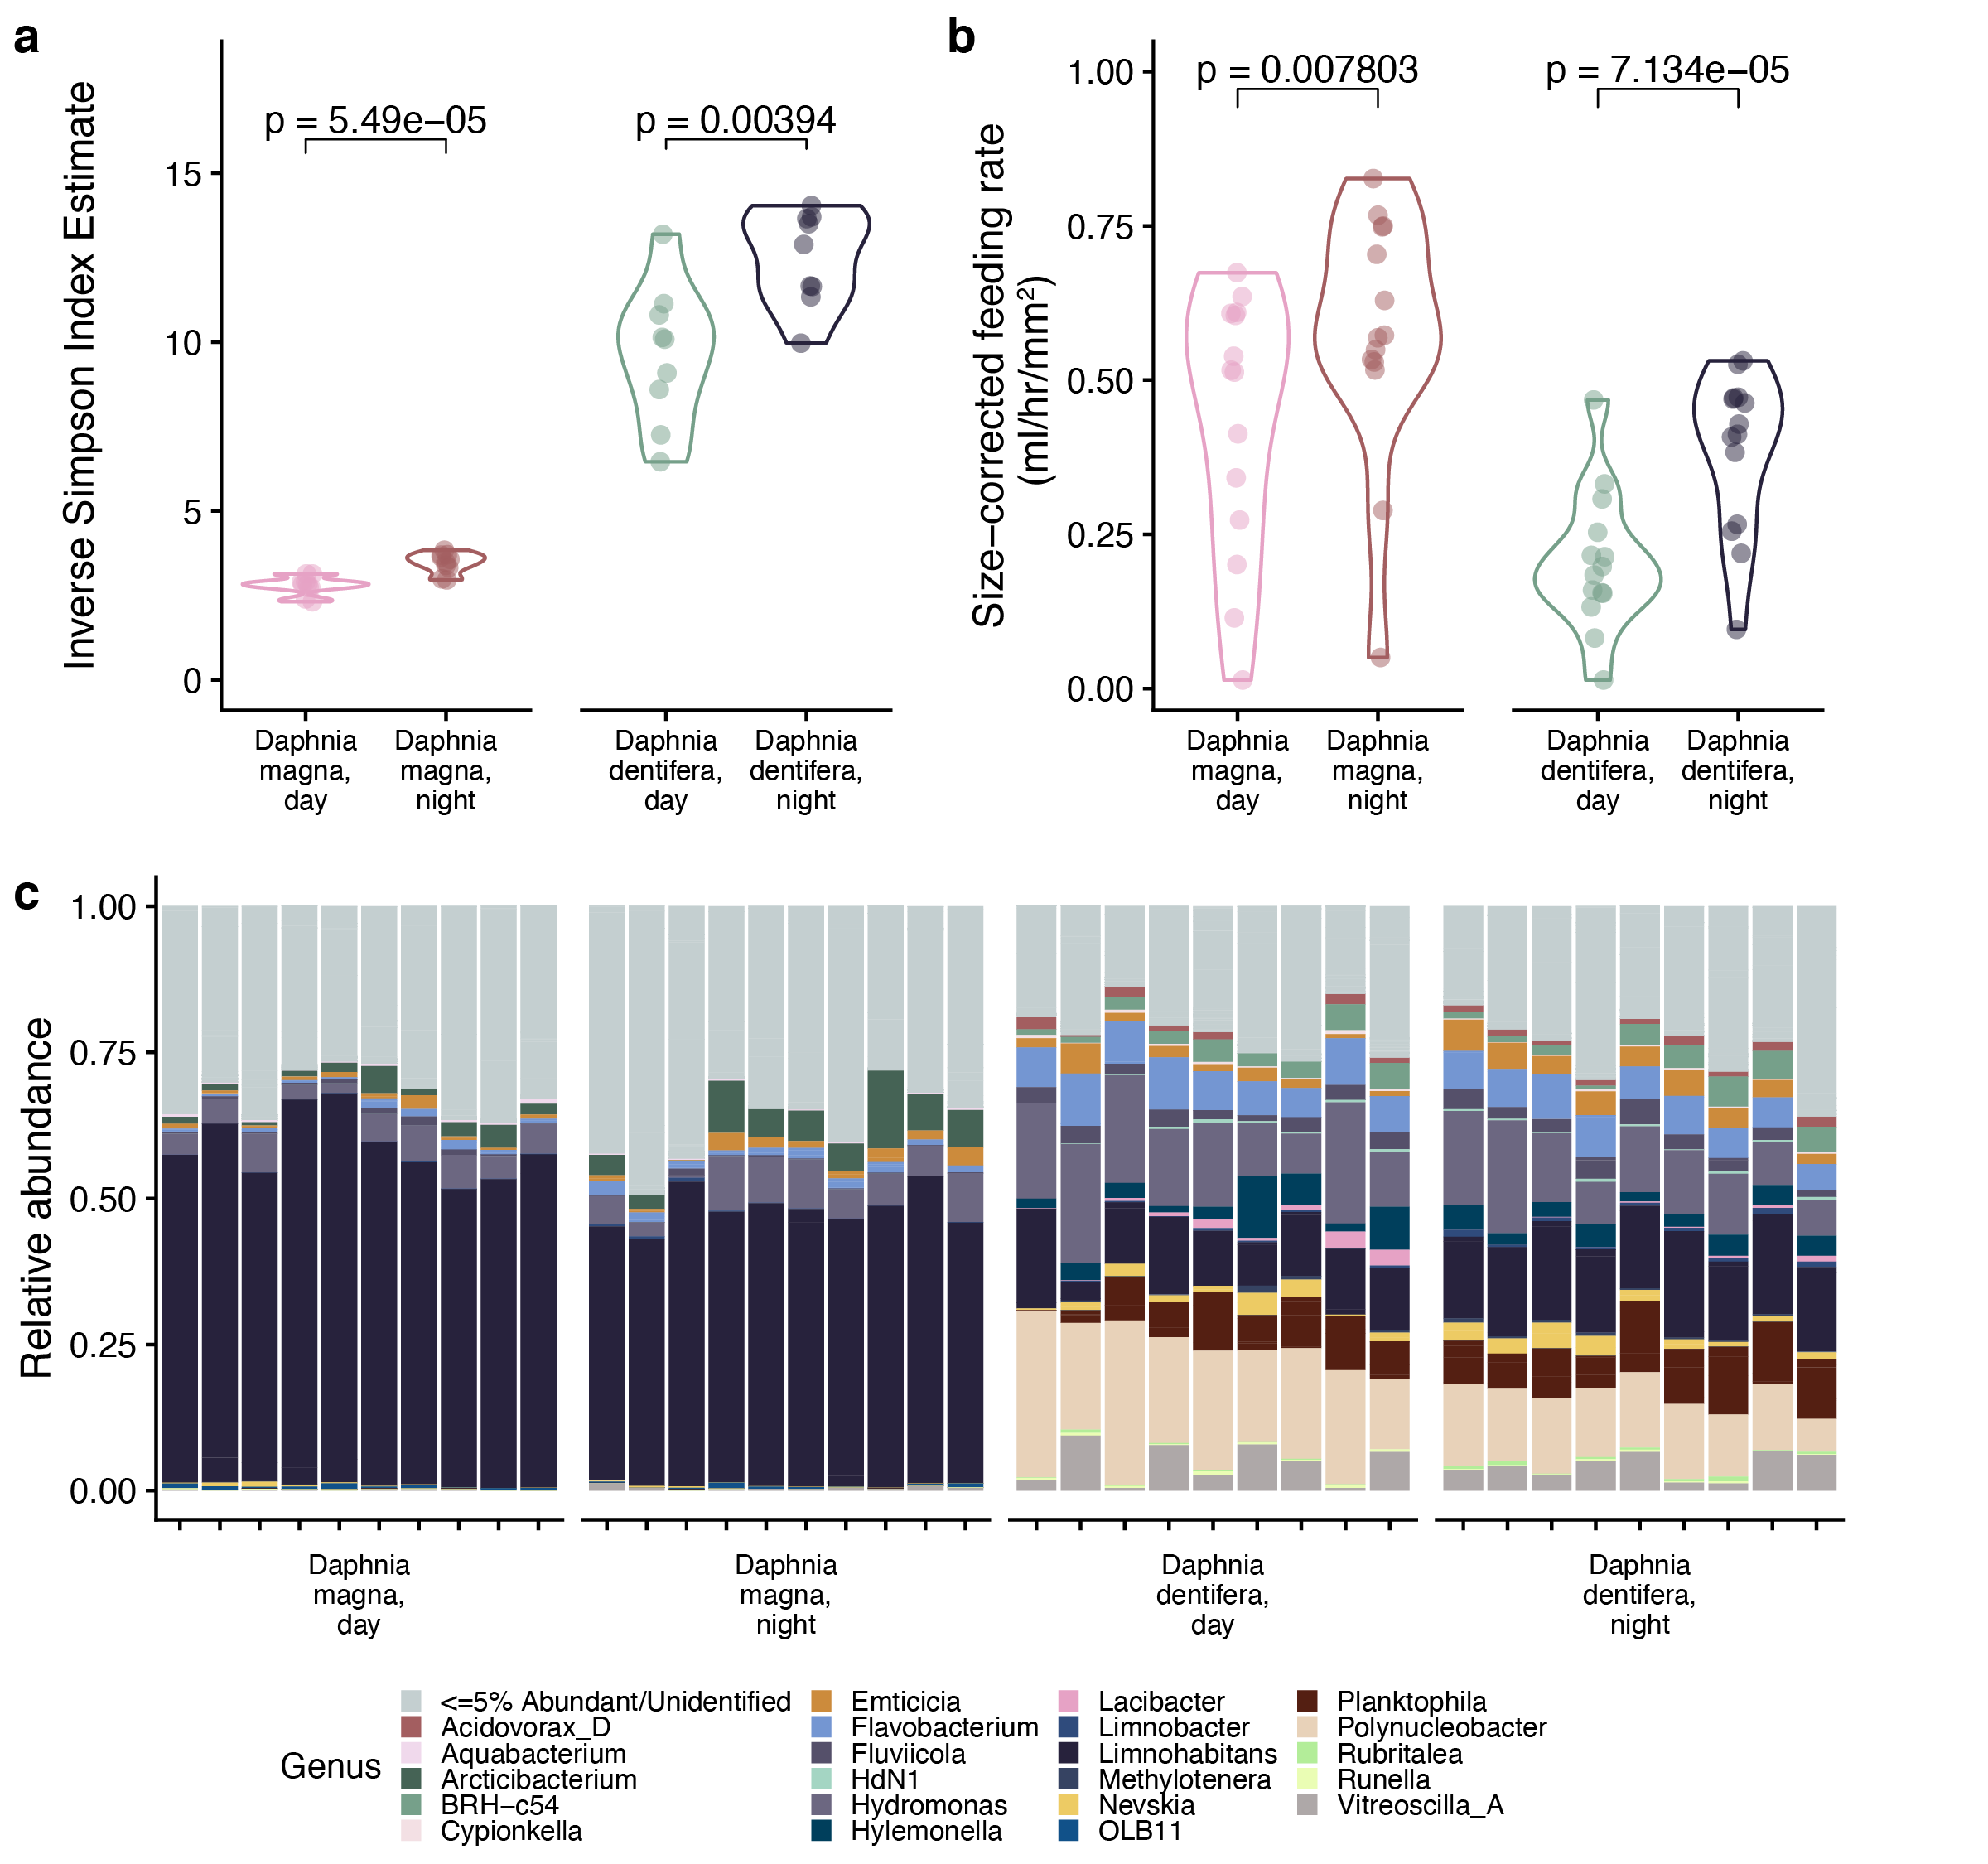 a
Inverse Simpson Index Estimate
15
10
5
0
p = 5.49e−05
p = 0.00394
Daphnia
magna,
day
Daphnia
magna,
night
Daphnia
dentifera,
day
Daphnia
dentifera,
night
b
Size−corrected feeding rate
(ml/hr/mm²)
1.00
0.75
0.50
0.25
0.00
p = 0.007803
p = 7.134e−05
Daphnia
magna,
day
Daphnia
magna,
night
Daphnia
dentifera,
day
Daphnia
dentifera,
night
c
Relative abundance
1.00
0.75
0.50
0.25
0.00
Daphnia
magna,
day
Daphnia
magna,
night
Daphnia
dentifera,
day
Daphnia
dentifera,
night
Genus
<=5% Abundant/Unidentified
Acidovorax_D
Aquabacterium
Arcticibacterium
BRH−c54
Cypionkella
Emticicia
Flavobacterium
Fluviicola
HdN1
Hydromonas
Hylemonella
Lacibacter
Limnobacter
Limnohabitans
Methylotenera
Nevskia
OLB11
Planktophila
Polynucleobacter
Rubritalea
Runella
Vitreoscilla_A